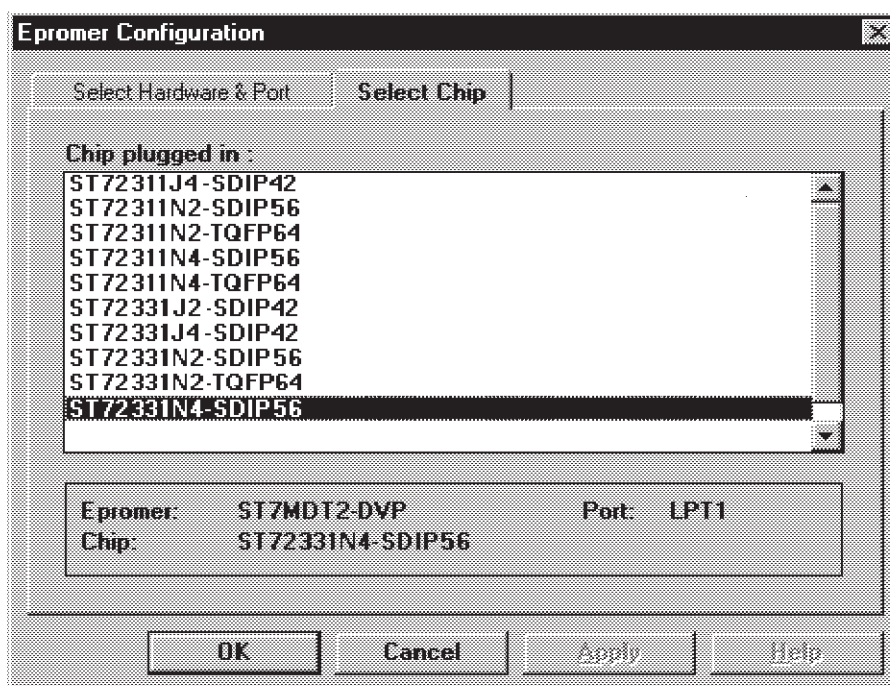 Epromer Configuration
Select Hardware & Port Select Chip
Chip plugged in :
ST72311J4-SDIP42
ST72311N2-SDIP56
ST72311N2-TQFP64
ST72311N4-SDIP56
ST72311N4-TQFP64
ST72331J2-SDIP42
ST72331J4-SDIP42
ST72331N2-SDIP56
ST72331N2-TQFP64
ST72331N4-SDIP56
Epromer: ST7MDT2-DVP Port: LPT1
Chip: ST72331N4-SDIP56
OK Cancel Apply Help